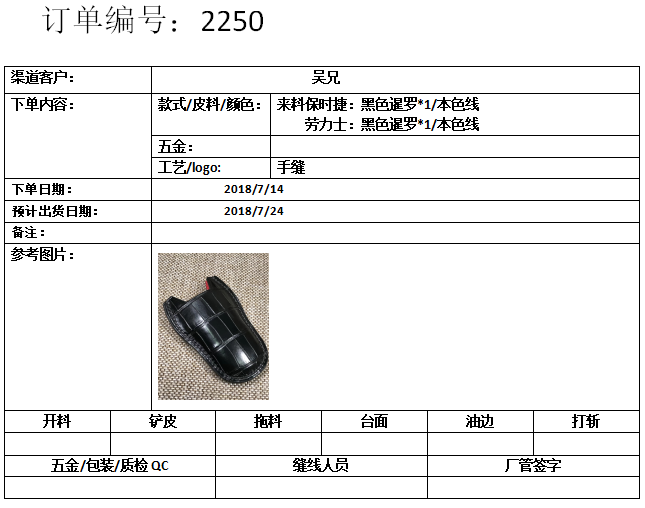 订单编号：2250
渠道客户： 吴兄
下单内容： 款式/皮料/颜色： 来料保时捷：黑色暹罗*1/本色线
劳力士：黑色暹罗*1/本色线
五金：
工艺/logo: 手缝
下单日期： 2018/7/14
预计出货日期： 2018/7/24
备注：
参考图片：
开料 铲皮 拖料 台面 油边 打斩
五金/包装/质检 QC 缝线人员 厂管签字